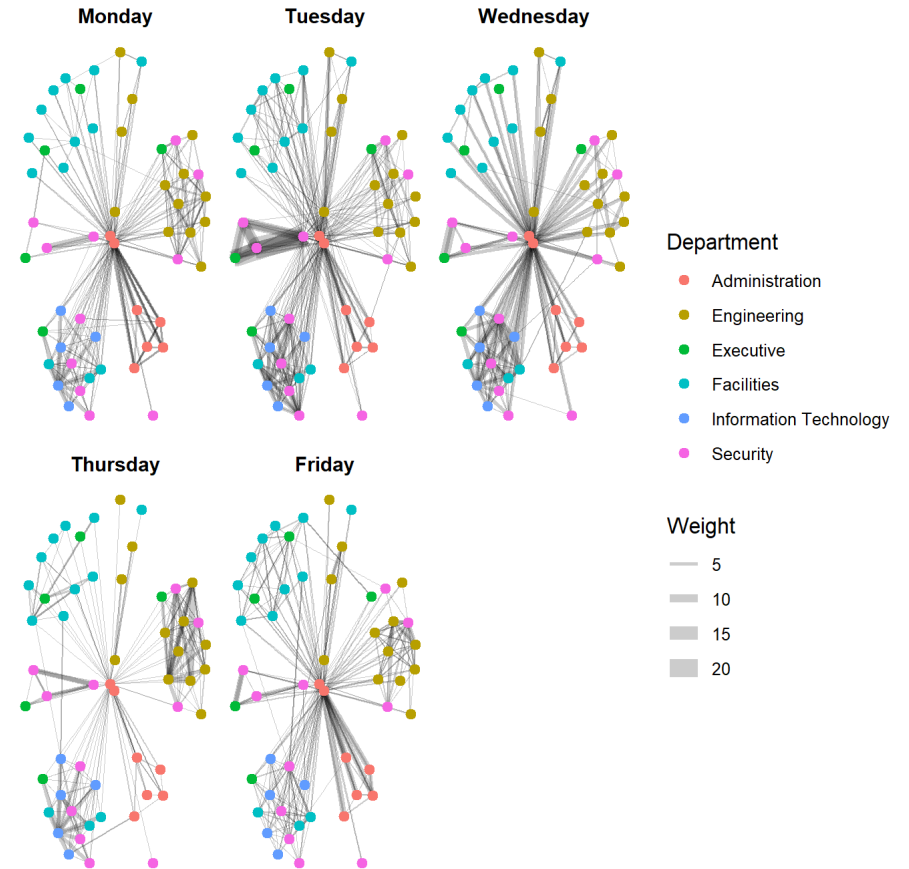 Monday
Tuesday
Wednesday
Department
Administration
Engineering
Executive
Facilities
Information Technology
Security
Thursday
Friday
Weight
5
10
15
20